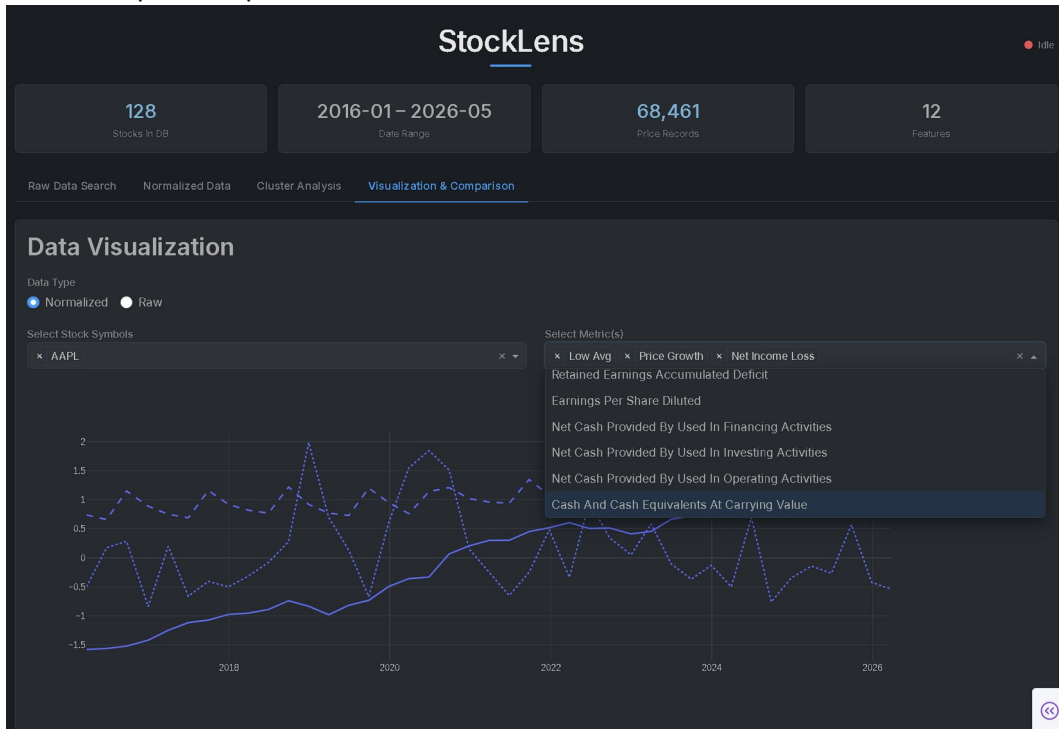 StockLens
Idle
128
Stocks In DB
2016-01 – 2026-05
Date Range
68,461
Price Records
12
Features
Raw Data Search
Normalized Data
Cluster Analysis
Visualization & Comparison
Data Visualization
Data Type
Normalized
Raw
Select Stock Symbols
× AAPL
× 
Select Metric(s)
× Low Avg × Price Growth × Net Income Loss
×
Retained Earnings Accumulated Deficit
Earnings Per Share Diluted
Net Cash Provided By Used In Financing Activities
Net Cash Provided By Used In Investing Activities
Net Cash Provided By Used In Operating Activities
Cash And Cash Equivalents At Carrying Value
2
1.5
1
0.5
0
−0.5
−1
−1.5
2018
2020
2022
2024
2026